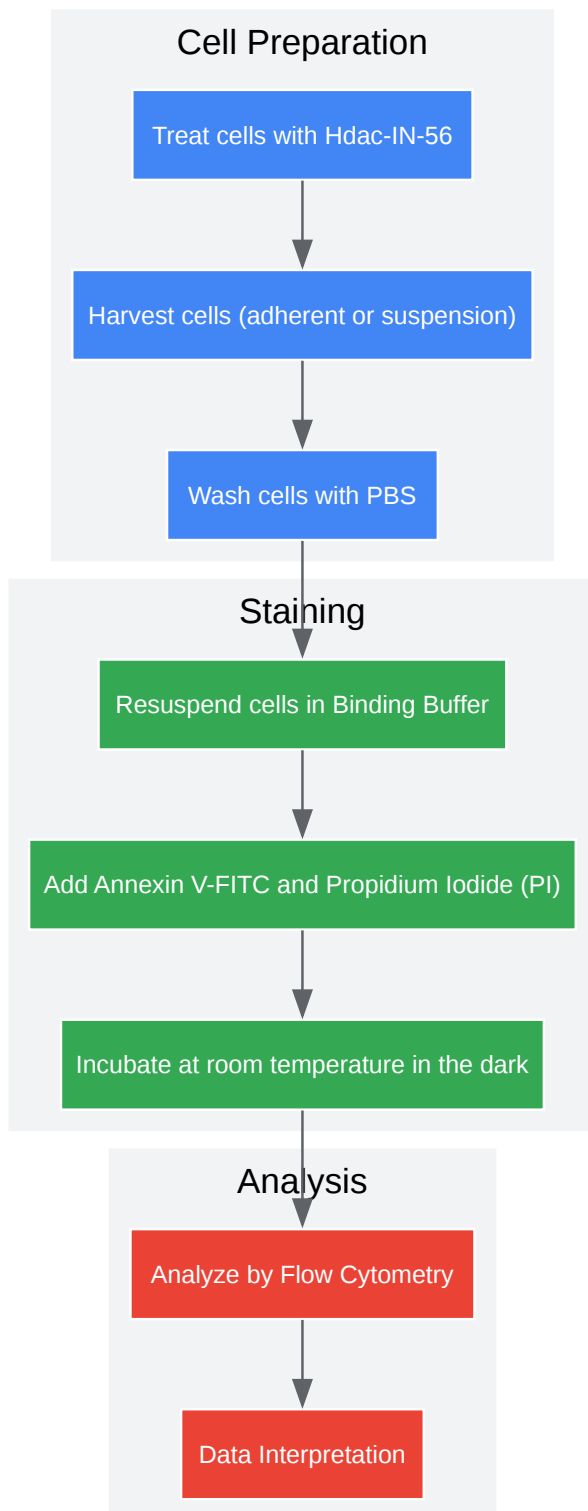 Cell Preparation
Treat cells with Hdac-IN-56
Harvest cells (adherent or suspension)
Wash cells with PBS
Staining
Resuspend cells in Binding Buffer
Add Annexin V-FITC and Propidium Iodide (PI)
Incubate at room temperature in the dark
Analysis
Analyze by Flow Cytometry
Data Interpretation